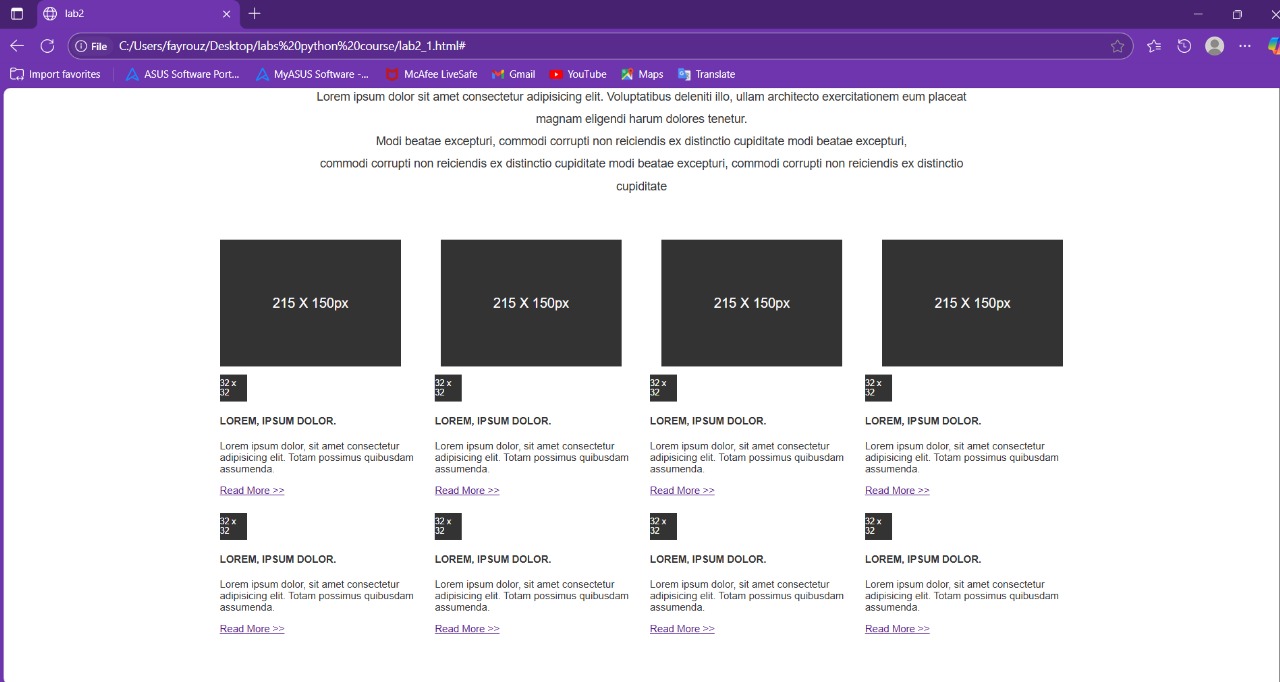 lab2
File C:/Users/fayrouz/Desktop/labs%20python%20course/lab2_1.html#
Import favorites ASUS Software Port... MyASUS Software -... McAfee LiveSafe Gmail YouTube Maps Translate
Lorem ipsum dolor sit amet consectetur adipisicing elit. Voluptatibus deleniti illo, ullam architecto exercitationem eum placeat
magnam eligendi harum dolores tenetur.
Modi beatae excepturi, commodi corrupti non reiciendis ex distinctio cupiditate modi beatae excepturi,
commodi corrupti non reiciendis ex distinctio cupiditate modi beatae excepturi, commodi corrupti non reiciendis ex distinctio
cupiditate
215 X 150px 215 X 150px 215 X 150px 215 X 150px
32 x 32 x 32 x 32 x
32 32 32 32
LOREM, IPSUM DOLOR. LOREM, IPSUM DOLOR. LOREM, IPSUM DOLOR. LOREM, IPSUM DOLOR.
Lorem ipsum dolor, sit amet consectetur Lorem ipsum dolor, sit amet consectetur Lorem ipsum dolor, sit amet consectetur Lorem ipsum dolor, sit amet consectetur
adipisicing elit. Totam possimus quibusdam adipisicing elit. Totam possimus quibusdam adipisicing elit. Totam possimus quibusdam adipisicing elit. Totam possimus quibusdam
assumenda. assumenda. assumenda. assumenda.
Read More >> Read More >> Read More >> Read More >>
32 x 32 x 32 x 32 x
32 32 32 32
LOREM, IPSUM DOLOR. LOREM, IPSUM DOLOR. LOREM, IPSUM DOLOR. LOREM, IPSUM DOLOR.
Lorem ipsum dolor, sit amet consectetur Lorem ipsum dolor, sit amet consectetur Lorem ipsum dolor, sit amet consectetur Lorem ipsum dolor, sit amet consectetur
adipisicing elit. Totam possimus quibusdam adipisicing elit. Totam possimus quibusdam adipisicing elit. Totam possimus quibusdam adipisicing elit. Totam possimus quibusdam
assumenda. assumenda. assumenda. assumenda.
Read More >> Read More >> Read More >> Read More >>